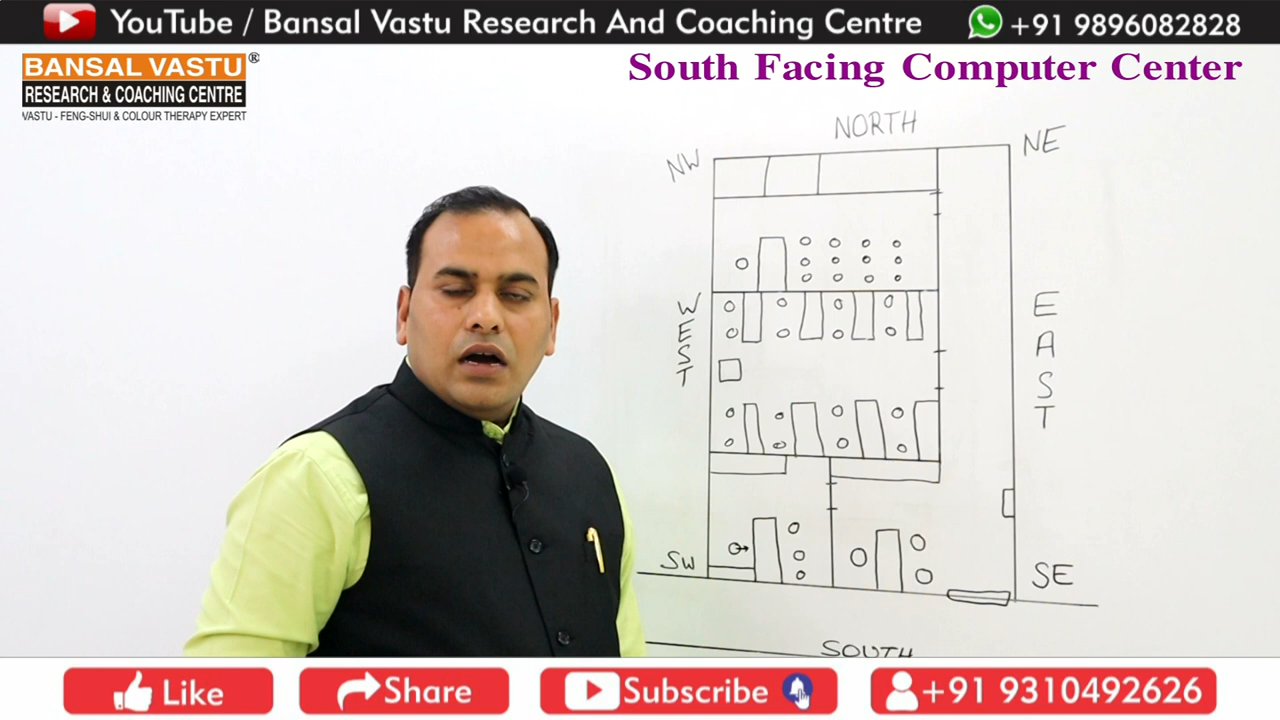 YouTube / Bansal Vastu Research And Coaching Centre
+91 9896082828
BANSAL VASTU®
RESEARCH & COACHING CENTRE
VASTU - FENG-SHUI & COLOUR THERAPY EXPERT
South Facing Computer Center
NORTH
NW
NE
WEST
EAST
SW
SE
SOUTH
Like
Share
Subscribe
+91 9310492626